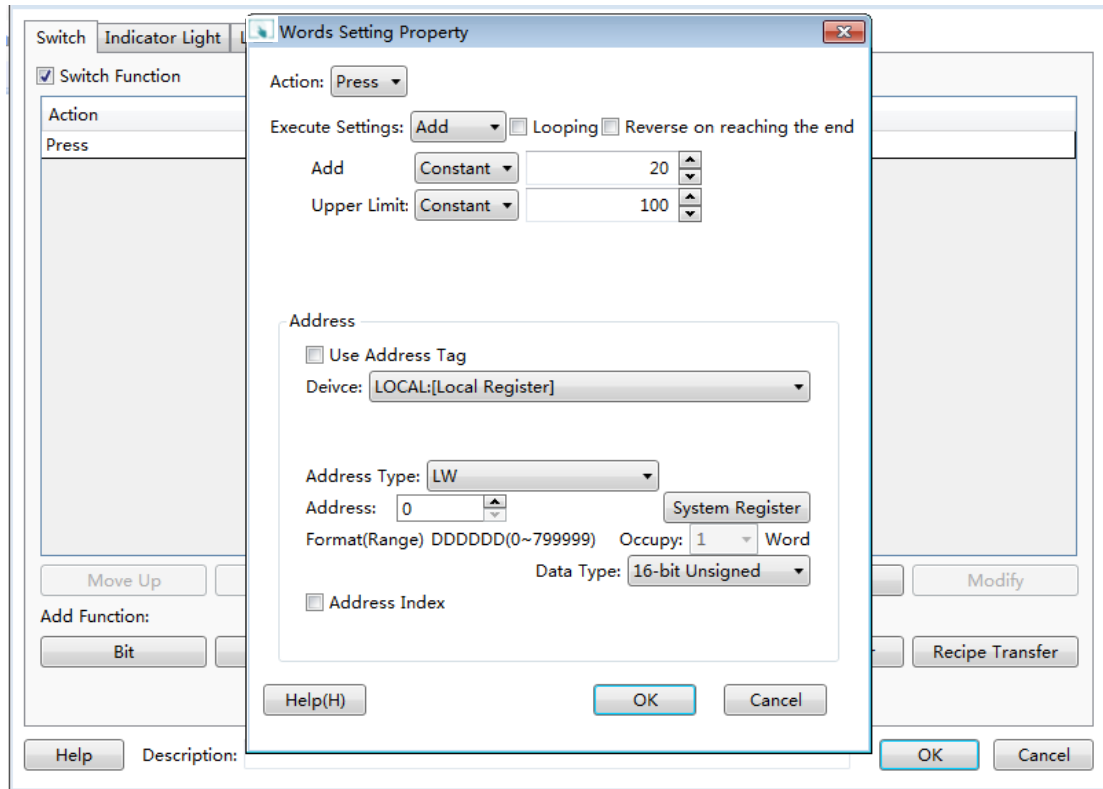 Words Setting Property
Switch Indicator Light
Switch Function
Action
Press
Action: Press
Execute Settings: Add Looping Reverse on reaching the end
Add Constant 20
Upper Limit: Constant 100
Address
Use Address Tag
Deivce: LOCAL:[Local Register]
Address Type: LW
Address: 0 System Register
Format(Range) DDDDDD(0~799999) Occupy: 1 Word
Data Type: 16-bit Unsigned
Address Index
Move Up Modify
Add Function:
Bit Recipe Transfer
Help(H) OK Cancel
Help Description: OK Cancel